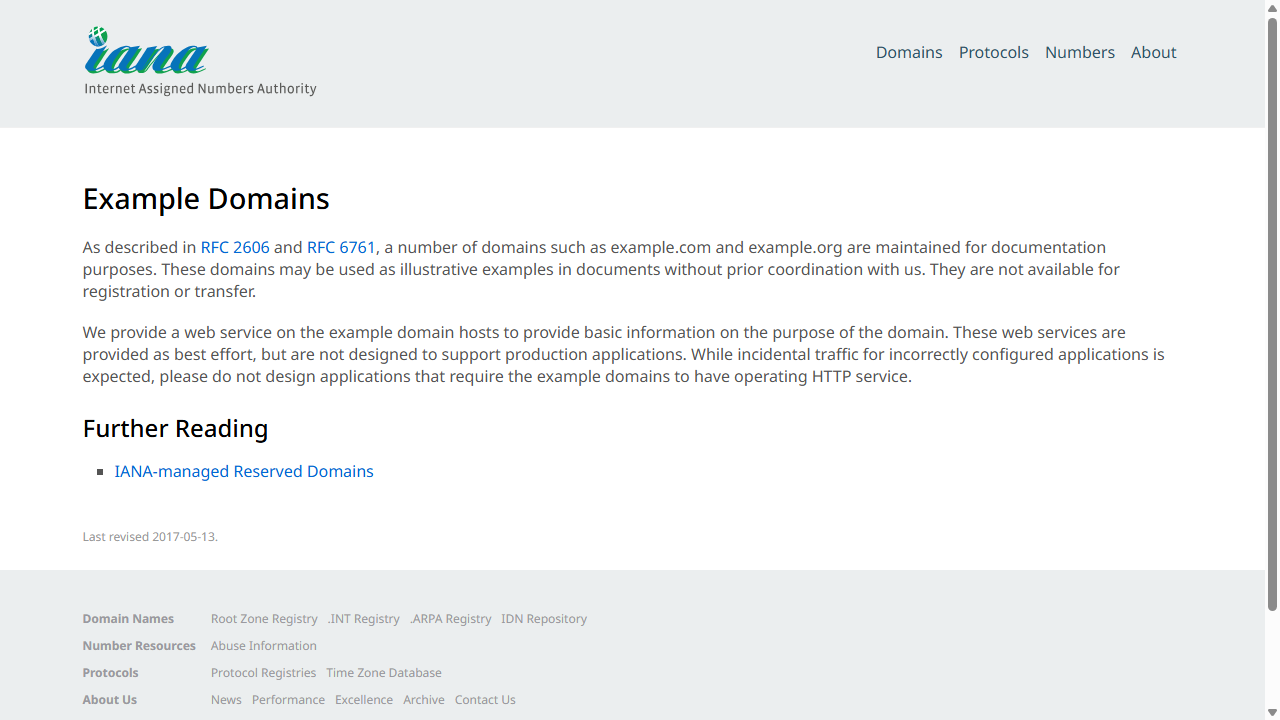 iana
Internet Assigned Numbers Authority
Domains Protocols Numbers About
Example Domains
As described in RFC 2606 and RFC 6761, a number of domains such as example.com and example.org are maintained for documentation
purposes. These domains may be used as illustrative examples in documents without prior coordination with us. They are not available for
registration or transfer.
We provide a web service on the example domain hosts to provide basic information on the purpose of the domain. These web services are
provided as best effort, but are not designed to support production applications. While incidental traffic for incorrectly configured applications is
expected, please do not design applications that require the example domains to have operating HTTP service.
Further Reading
IANA-managed Reserved Domains
Last revised 2017-05-13.
Domain Names Root Zone Registry .INT Registry .ARPA Registry IDN Repository
Number Resources Abuse Information
Protocols Protocol Registries Time Zone Database
About Us News Performance Excellence Archive Contact Us